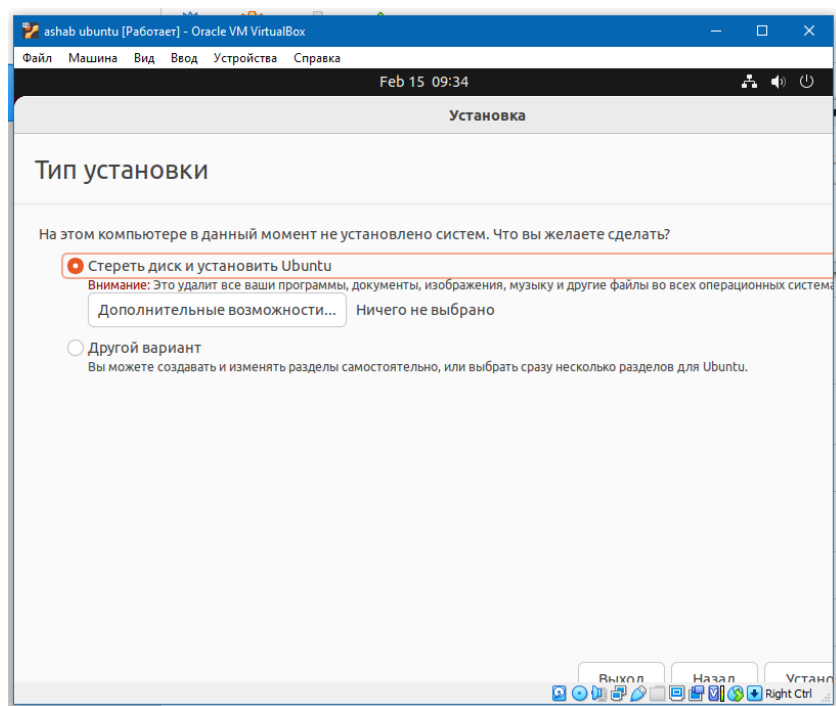 ashab ubuntu [Работает] - Oracle VM VirtualBox
Файл Машина Вид Ввод Устройства Справка
Feb 15 09:34
Установка
Тип установки
На этом компьютере в данный момент не установлено систем. Что вы желаете сделать?
Стереть диск и установить Ubuntu
Внимание: Это удалит все ваши программы, документы, изображения, музыку и другие файлы во всех операционных система
Дополнительные возможности... Ничего не выбрано
Другой вариант
Вы можете создавать и изменять разделы самостоятельно, или выбрать сразу несколько разделов для Ubuntu.
Выход Назад Устано
Right Ctrl